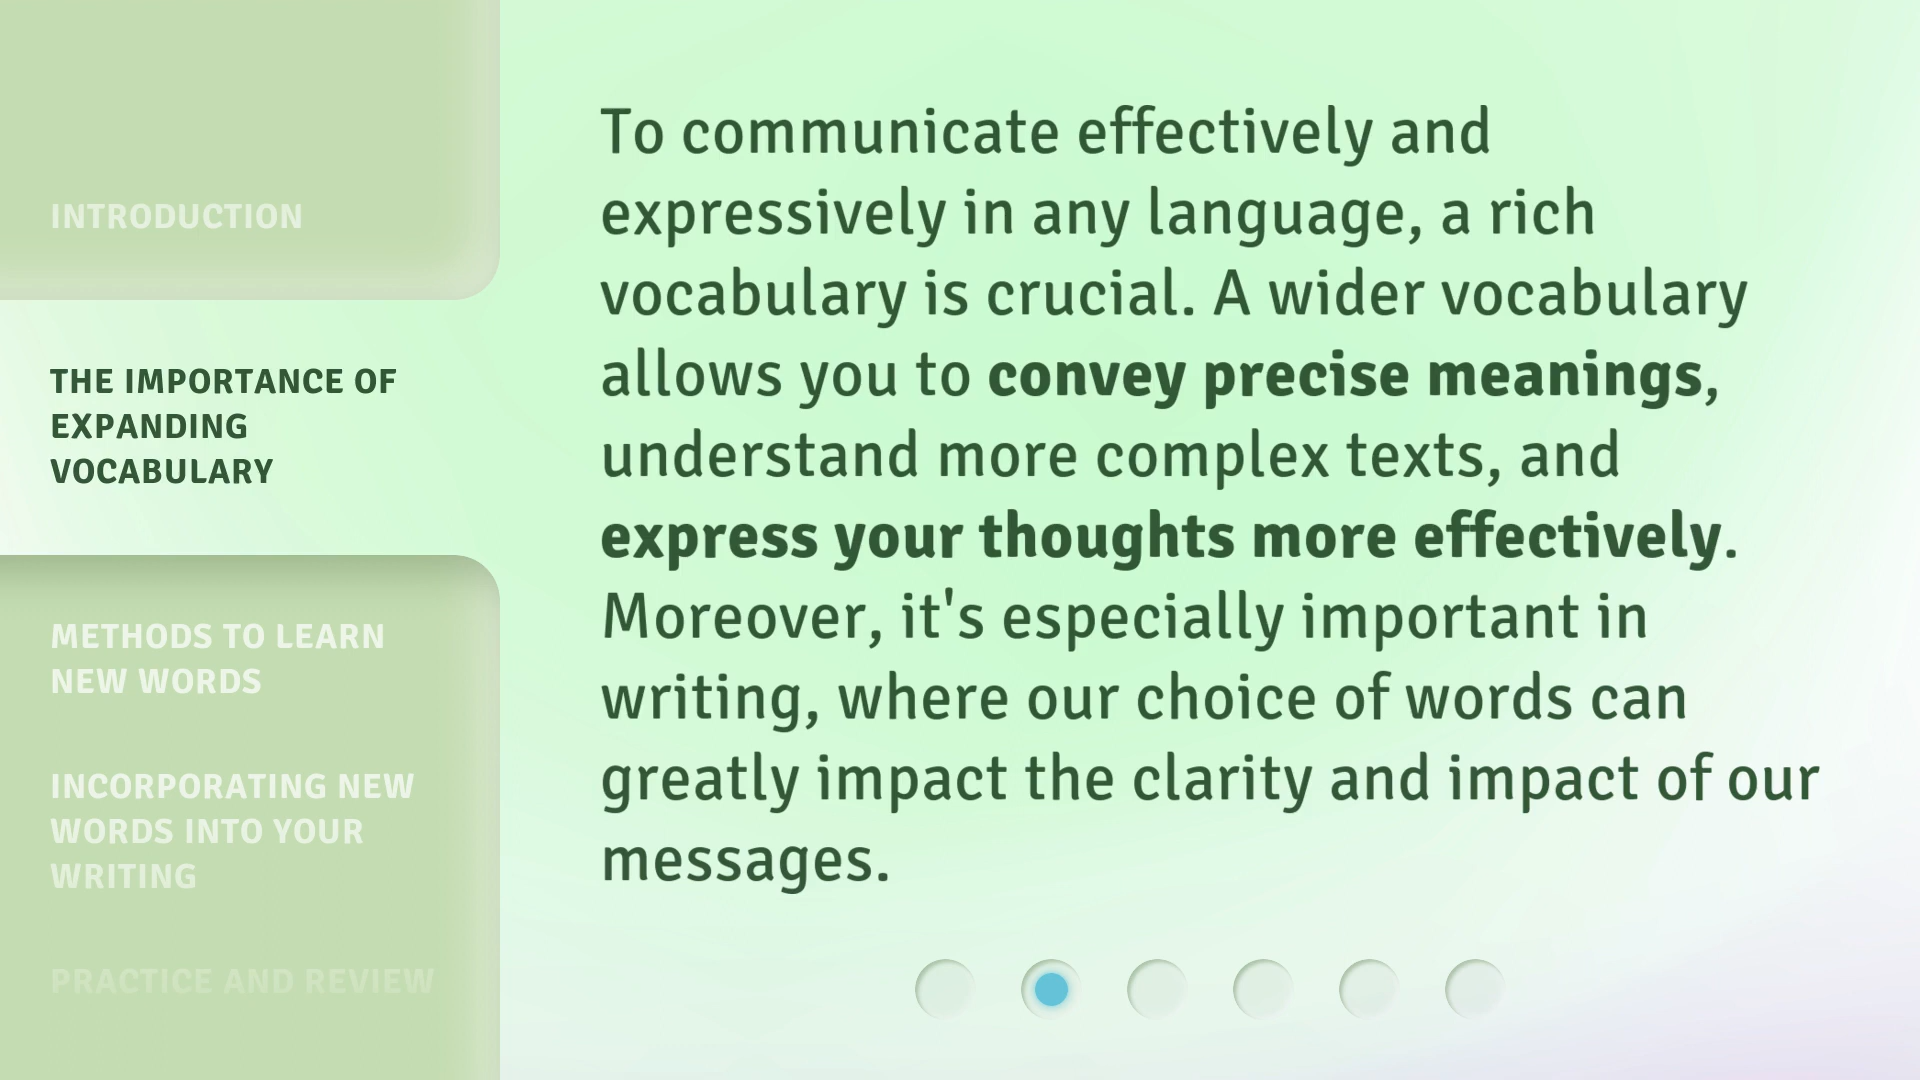 INTRODUCTION
THE IMPORTANCE OF
EXPANDING
VOCABULARY
METHODS TO LEARN
NEW WORDS
INCORPORATING NEW
WORDS INTO YOUR
WRITING
PRACTICE AND REVIEW
To communicate effectively and
expressively in any language, a rich
vocabulary is crucial. A wider vocabulary
allows you to convey precise meanings,
understand more complex texts, and
express your thoughts more effectively.
Moreover, it's especially important in
writing, where our choice of words can
greatly impact the clarity and impact of our
messages.